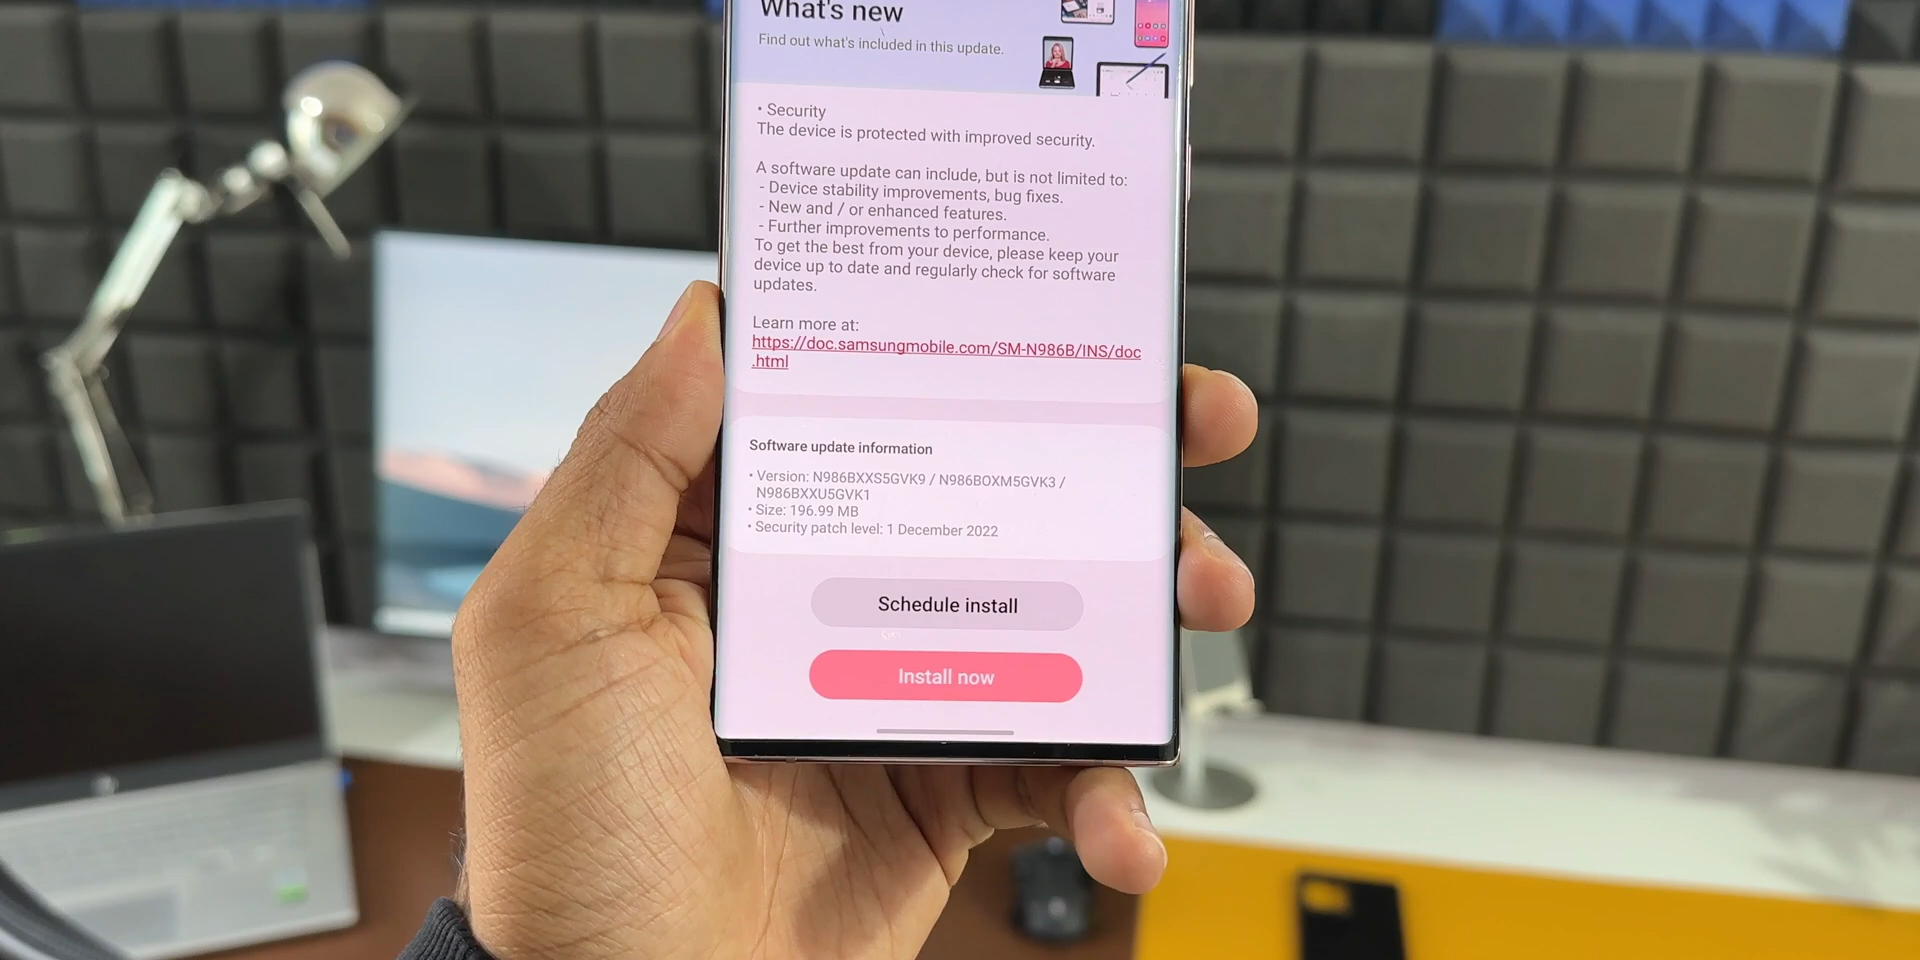 What's new
Find out what's included in this update.
• Security
The device is protected with improved security.
A software update can include, but is not limited to:
- Device stability improvements, bug fixes.
- New and / or enhanced features.
- Further improvements to performance.
To get the best from your device, please keep your
device up to date and regularly check for software
updates.
Learn more at:
https://doc.samsungmobile.com/SM-N986B/INS/doc
.html
Software update information
• Version: N986BXXS5GVK9 / N986BOXM5GVK3 /
N986BXXU5GVK1
• Size: 196.99 MB
• Security patch level: 1 December 2022
Schedule install
Install now